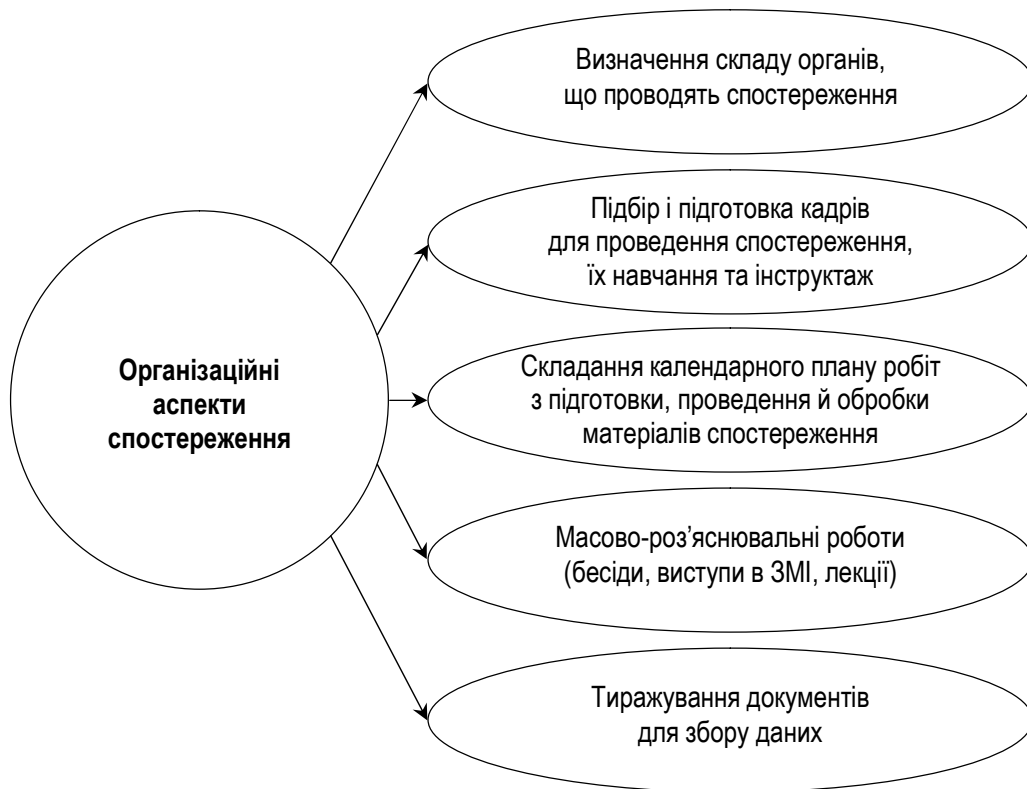 Визначення складу органів,
що проводять спостереження
Підбір і підготовка кадрів
для проведення спостереження,
їх навчання та інструктаж
Організаційні
аспекти
спостереження
Складання календарного плану робіт
з підготовки, проведення й обробки
матеріалів спостереження
Масово-роз’яснювальні роботи
(бесіди, виступи в ЗМІ, лекції)
Тиражування документів
для збору даних